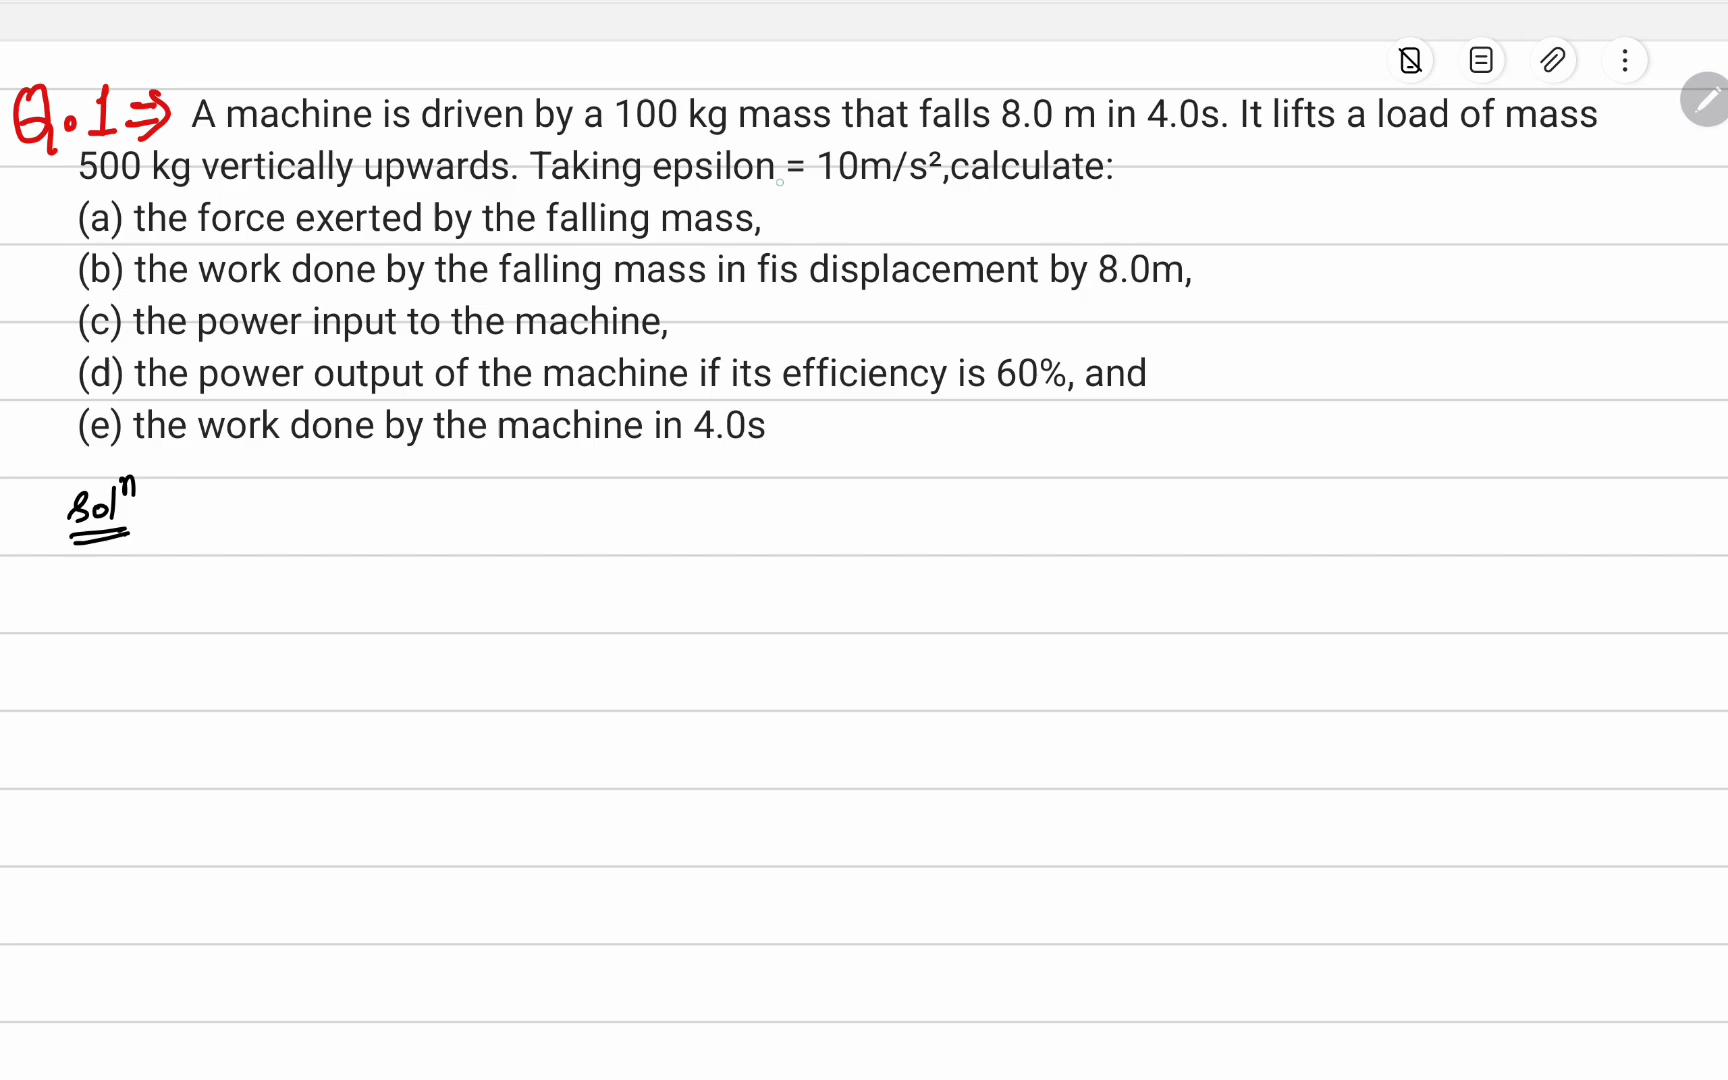 Q.1⇒ A machine is driven by a 100 kg mass that falls 8.0 m in 4.0s. It lifts a load of mass
500 kg vertically upwards. Taking epsilon = 10m/s²,calculate:
(a) the force exerted by the falling mass,
(b) the work done by the falling mass in fis displacement by 8.0m,
(c) the power input to the machine,
(d) the power output of the machine if its efficiency is 60%, and
(e) the work done by the machine in 4.0s
Solⁿ